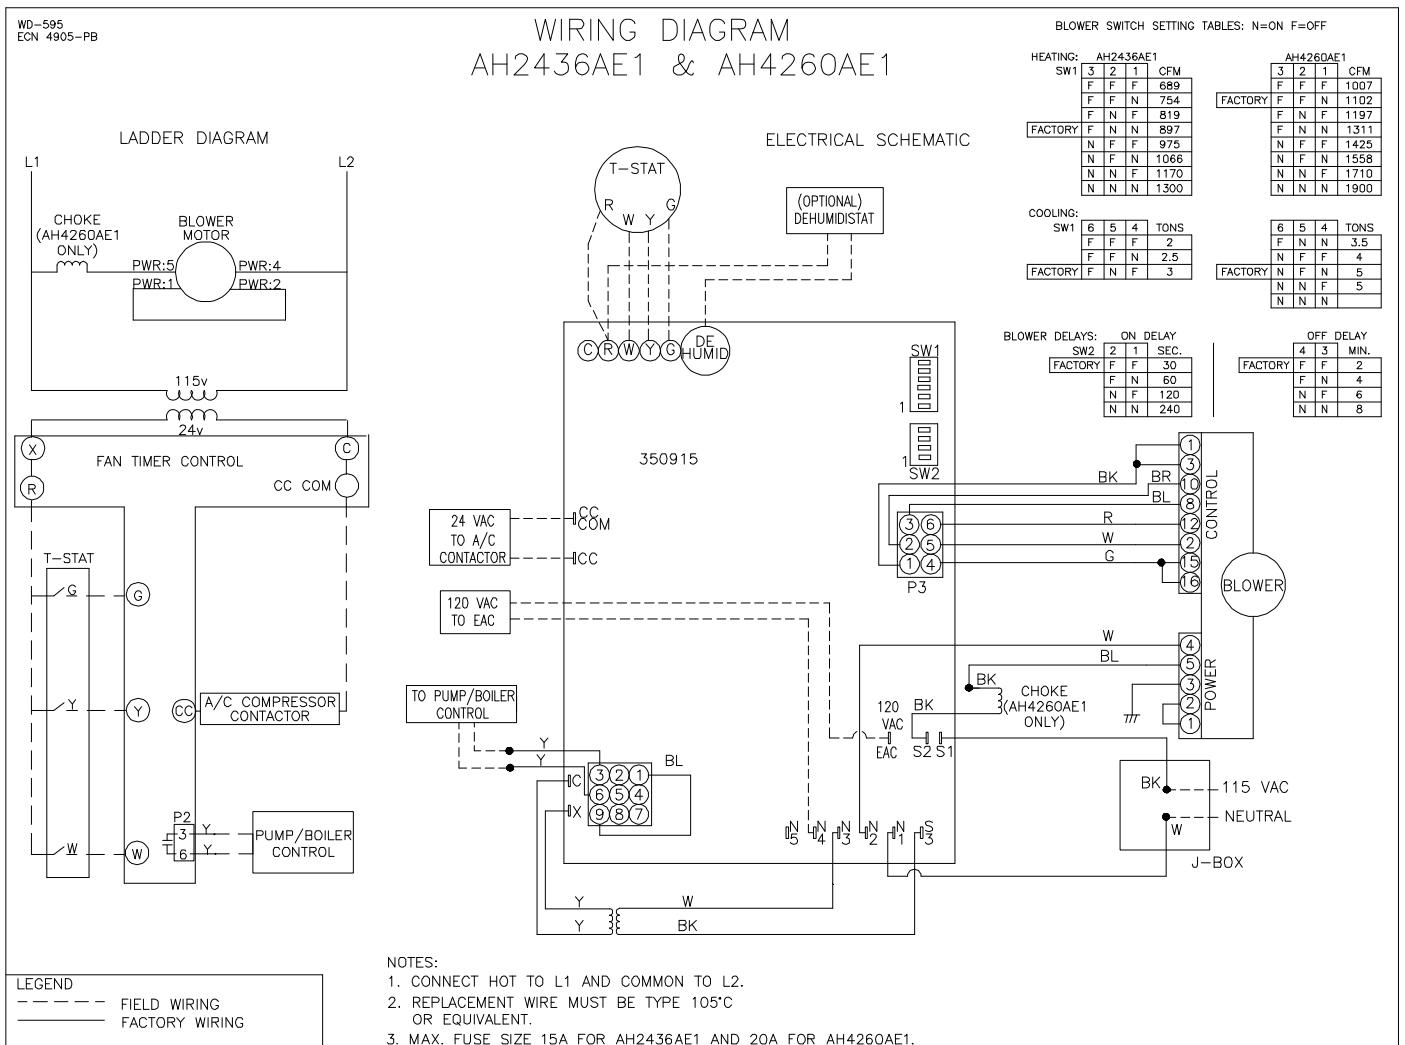 WD-595
ECN 4905-PB
WIRING DIAGRAM
AH2436AE1 & AH4260AE1
BLOWER SWITCH SETTING TABLES: N=ON F=OFF
HEATING: AH2436AE1
SW1 3 2 1 CFM
F F F 689
F F N 754
F N F 819
FACTORY F N N 897
N F F 975
N F N 1066
N N F 1170
N N N 1300
AH4260AE1
3 2 1 CFM
F F F 1007
FACTORY F F N 1102
F N F 1197
F N N 1311
N F F 1425
N F N 1558
N N F 1710
N N N 1900
COOLING:
SW1 6 5 4 TONS
F F F 2
F F N 2.5
FACTORY F N F 3
6 5 4 TONS
F N N 3.5
N F F 4
FACTORY N F N 5
N N F 5
N N N
BLOWER DELAYS: ON DELAY
SW2 2 1 SEC.
FACTORY F F 30
F N 60
N F 120
N N 240
OFF DELAY
4 3 MIN.
FACTORY F F 2
F N 4
N F 6
N N 8
LADDER DIAGRAM
L1 L2
CHOKE
(AH4260AE1
ONLY)
BLOWER
MOTOR
PWR:5 PWR:4
PWR:1 PWR:2
115v
24v
X C
FAN TIMER CONTROL
R CC COM
T-STAT
G G
Y Y
CC A/C COMPRESSOR
CONTACTOR
P2
3 Y.
6 Y.
PUMP/BOILER
CONTROL
W W
ELECTRICAL SCHEMATIC
T-STAT
R W Y G
(OPTIONAL)
DEHUMIDISTAT
C R W Y G
DE
HUMID
SW1
1
1
SW2
350915
24 VAC
TO A/C
CONTACTOR
CC
COM
CC
120 VAC
TO EAC
TO PUMP/BOILER
CONTROL
Y
Y
BL
3 2 1
6 5 4
9 8 7
C
X
3 6
2 5
1 4
P3
BK
BR
BL
R
W
G
1
3
10
8
12
2
15
16
CONTROL
BLOWER
W
BL
4
5
3
2
1
POWER
BK
CHOKE
(AH4260AE1
ONLY)
120
VAC
EAC
BK
S2 S1
BK
115 VAC
NEUTRAL
W
J-BOX
N
5
N
4
N
3
N
2
N
1
S
3
Y W
Y BK
LEGEND
FIELD WIRING
FACTORY WIRING
NOTES:
1. CONNECT HOT TO L1 AND COMMON TO L2.
2. REPLACEMENT WIRE MUST BE TYPE 105°C
OR EQUIVALENT.
3. MAX. FUSE SIZE 15A FOR AH2436AE1 AND 20A FOR AH4260AE1.